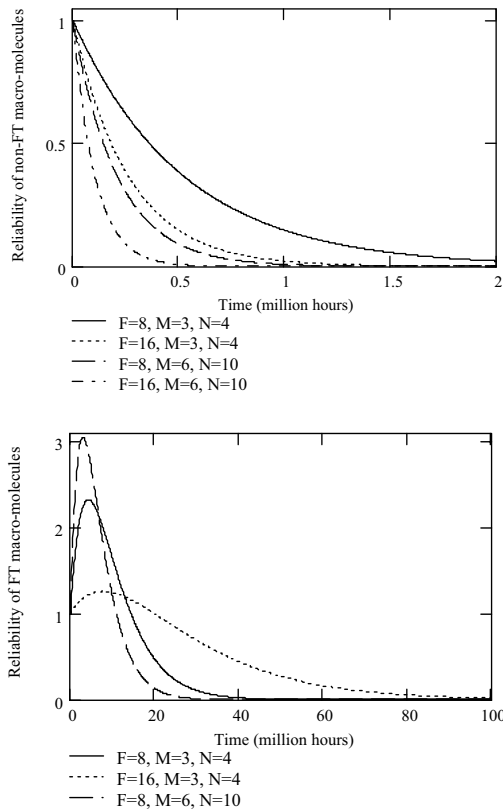 Reliability of non-FT macro-molecules
1
0.5
0
0 0.5 1 1.5 2
Time (million hours)
F=8, M=3, N=4
F=16, M=3, N=4
F=8, M=6, N=10
F=16, M=6, N=10
Reliability of FT macro-molecules
3
2
1
0
0 20 40 60 80 100
Time (million hours)
F=8, M=3, N=4
F=16, M=3, N=4
F=8, M=6, N=10